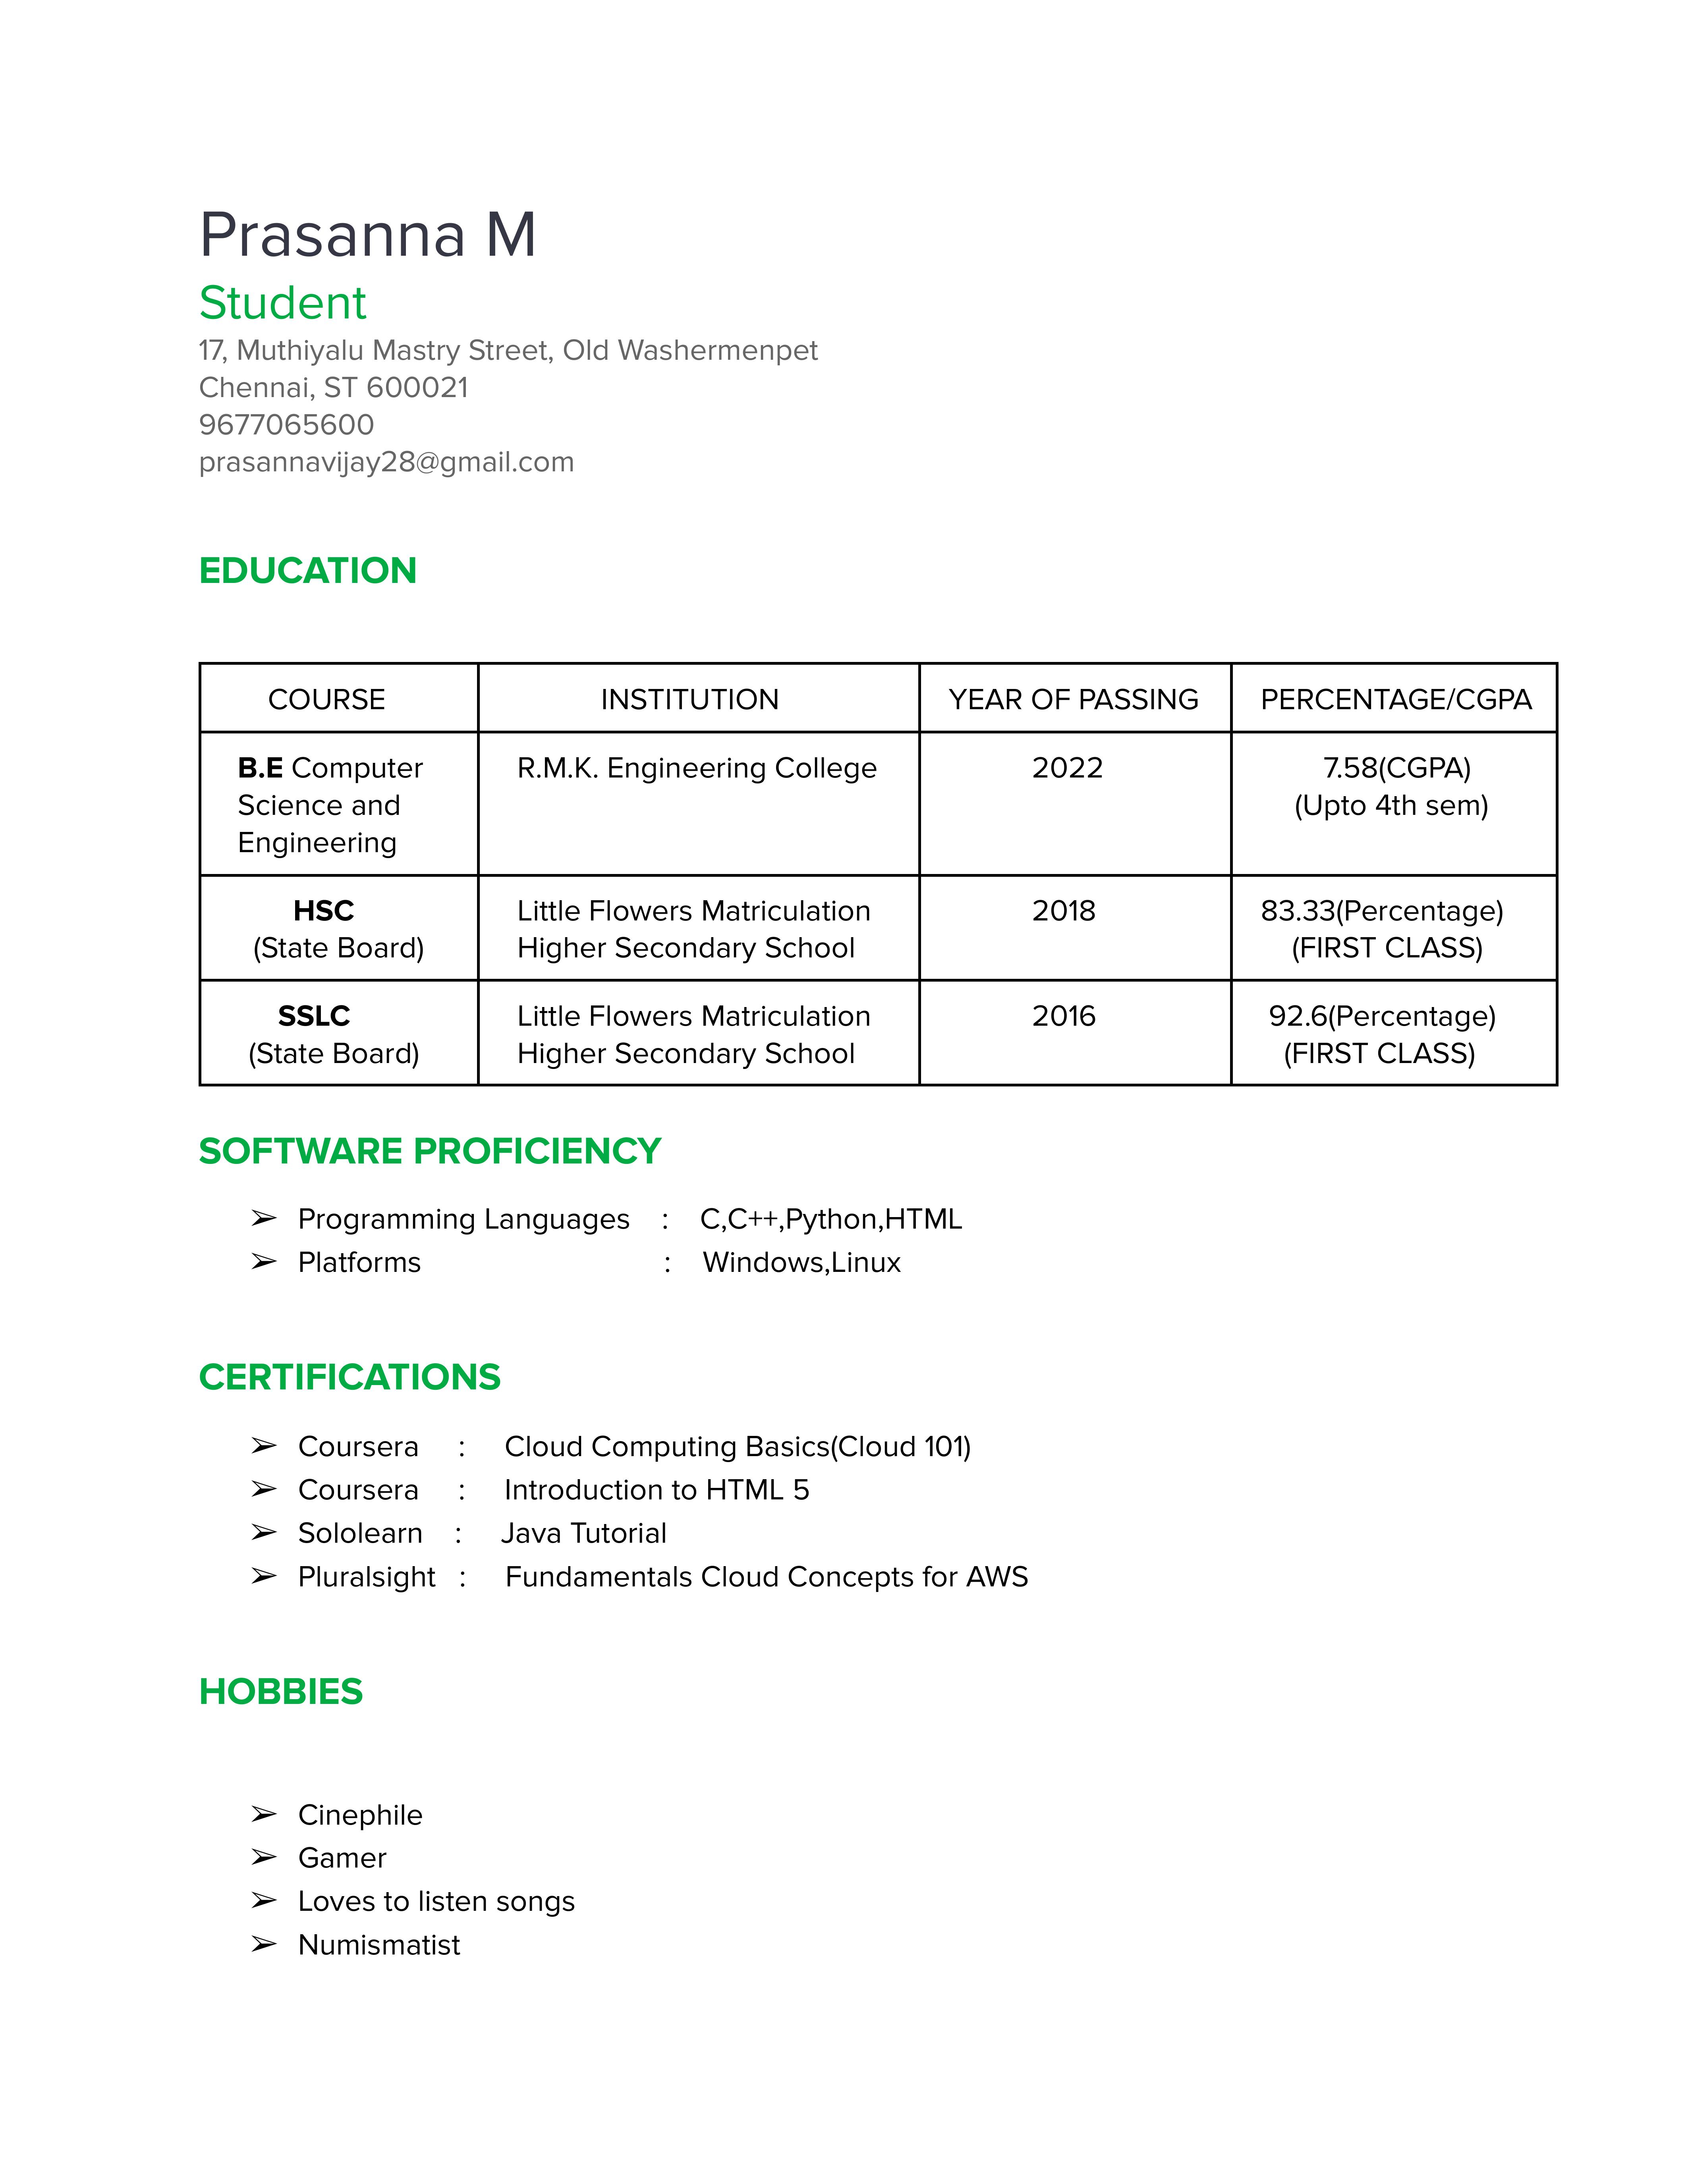 Prasanna M
Student
17, Muthiyalu Mastry Street, Old Washermenpet
Chennai, ST 600021
9677065600
prasannavijay28@gmail.com
EDUCATION
COURSE INSTITUTION YEAR OF PASSING PERCENTAGE/CGPA
B.E Computer R.M.K. Engineering College 2022 7.58(CGPA)
Science and (Upto 4th sem)
Engineering
HSC Little Flowers Matriculation 2018 83.33(Percentage)
(State Board) Higher Secondary School (FIRST CLASS)
SSLC Little Flowers Matriculation 2016 92.6(Percentage)
(State Board) Higher Secondary School (FIRST CLASS)
SOFTWARE PROFICIENCY
➢ Programming Languages : C,C++,Python,HTML
➢ Platforms : Windows,Linux
CERTIFICATIONS
➢ Coursera : Cloud Computing Basics(Cloud 101)
➢ Coursera : Introduction to HTML 5
➢ Sololearn : Java Tutorial
➢ Pluralsight : Fundamentals Cloud Concepts for AWS
HOBBIES
➢ Cinephile
➢ Gamer
➢ Loves to listen songs
➢ Numismatist